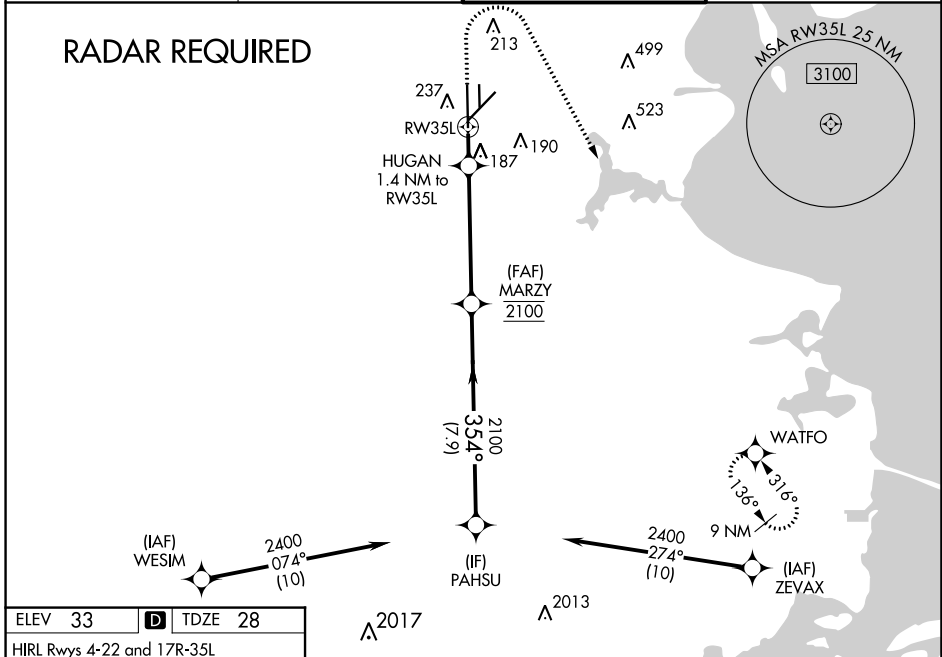 RADAR REQUIRED
213
499
MSA RW35L 25 NM
3100
237
523
RW35L
190
187
HUGAN
1.4 NM to
RW35L
(FAF)
MARZY
2100
2100
354°
(7.9)
WATFO
316°
136°
9 NM
(IAF)
WESIM
2400
074°
(10)
(IF)
PAHSU
2400
274°
(10)
(IAF)
ZEVAX
2013
2017
ELEV 33 D TDZE 28
HIRL Rwys 4-22 and 17R-35L